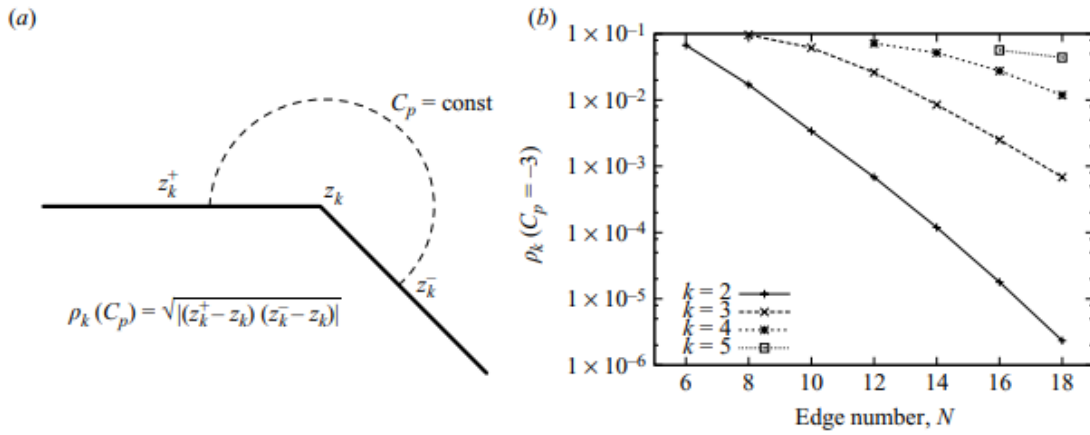 (a)
C_p = const
z_k^+
z_k
z_k^-
ρ_k (C_p) = √|(z_k^+ – z_k) (z_k^- – z_k)|
(b)
1 × 10^-1
1 × 10^-2
1 × 10^-3
1 × 10^-4
1 × 10^-5
1 × 10^-6
ρ_k (C_p = –3)
k = 2
k = 3
k = 4
k = 5
6 8 10 12 14 16 18
Edge number, N